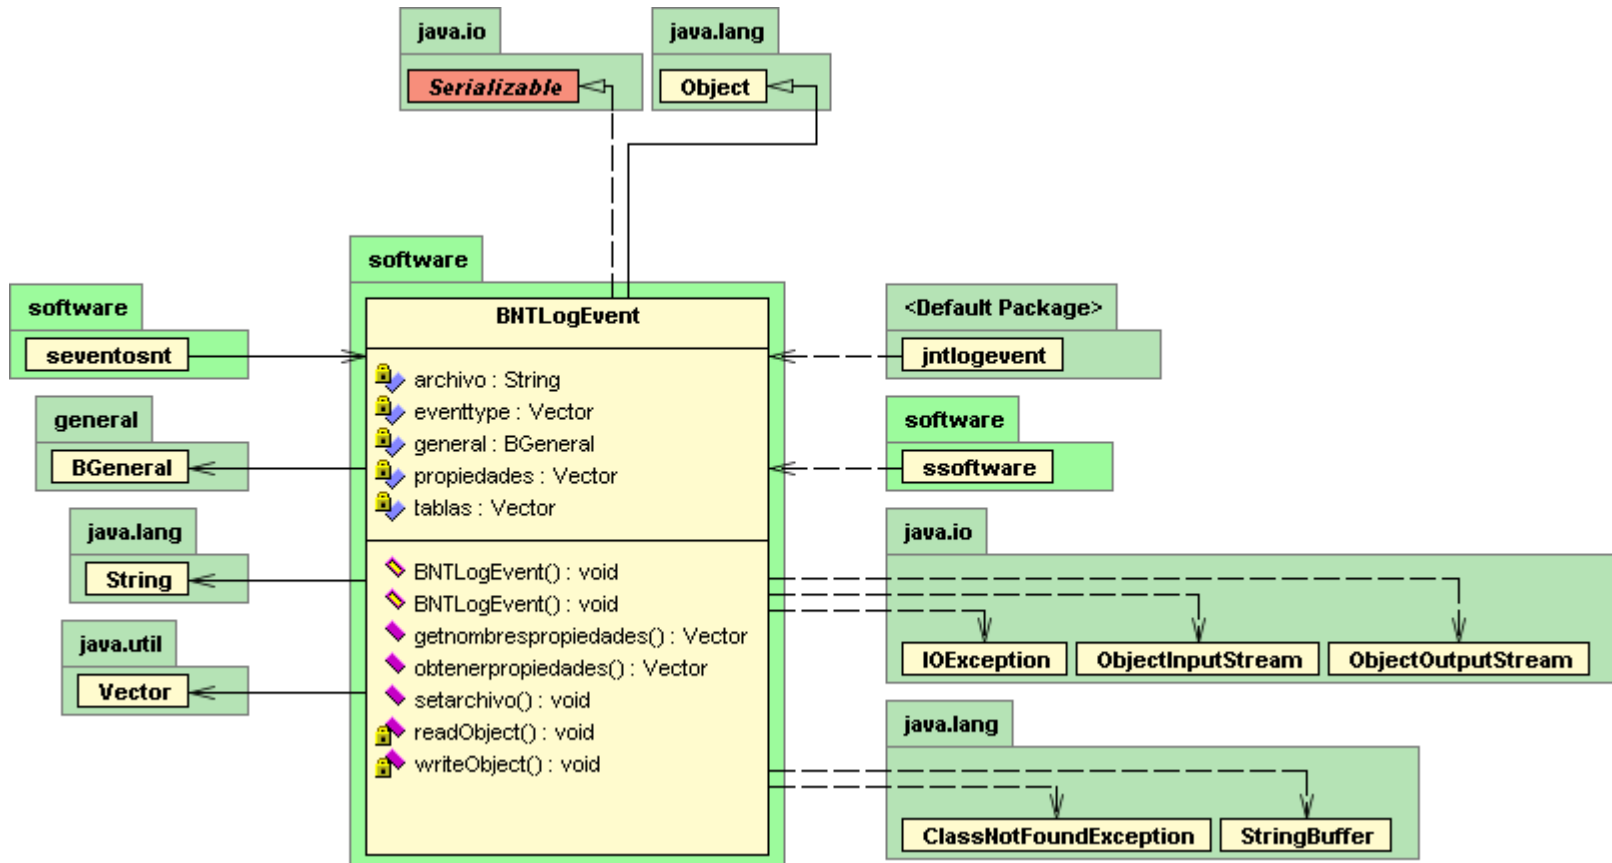 java.io
Serializable
java.lang
Object
software
seventosnt
general
BGeneral
java.lang
String
java.util
Vector
software
BNTLogEvent
archivo : String
eventtype : Vector
general : BGeneral
propiedades : Vector
tablas : Vector
BNTLogEvent() : void
BNTLogEvent() : void
getnombrespropiedades() : Vector
obtenerpropiedades() : Vector
setarchivo() : void
readObject() : void
writeObject() : void
<Default Package>
jntlogevent
software
ssoftware
java.io
IOException ObjectInputStream ObjectOutputStream
java.lang
ClassNotFoundException StringBuffer